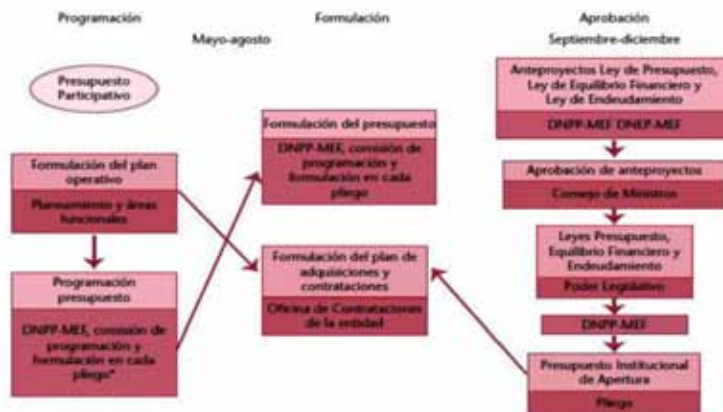 Programación
Formulación
Aprobación
Mayo-agosto
Septiembre-diciembre
Presupuesto
Participativo
Formulación del plan
operativo
Planeamiento y áreas
funcionales
Programación
presupuesto
DNPP-MEF, comisión de
programación y
formulación en cada
pliego*
Formulación del presupuesto
DNPP-MEF, comisión de
programación y
formulación en cada
pliego
Formulación del plan de
adquisiciones y
contrataciones
Oficina de Contrataciones
de la entidad
Anteproyectos Ley de Presupuesto,
Ley de Equilibrio Financiero y
Ley de Endeudamiento
DNPP-MEF DNEP-MEF
Aprobación de anteproyectos
Consejo de Ministros
Leyes Presupuesto,
Equilibrio Financiero y
Endeudamiento
Poder Legislativo
DNPP-MEF
Presupuesto Institucional
de Apertura
Pliego